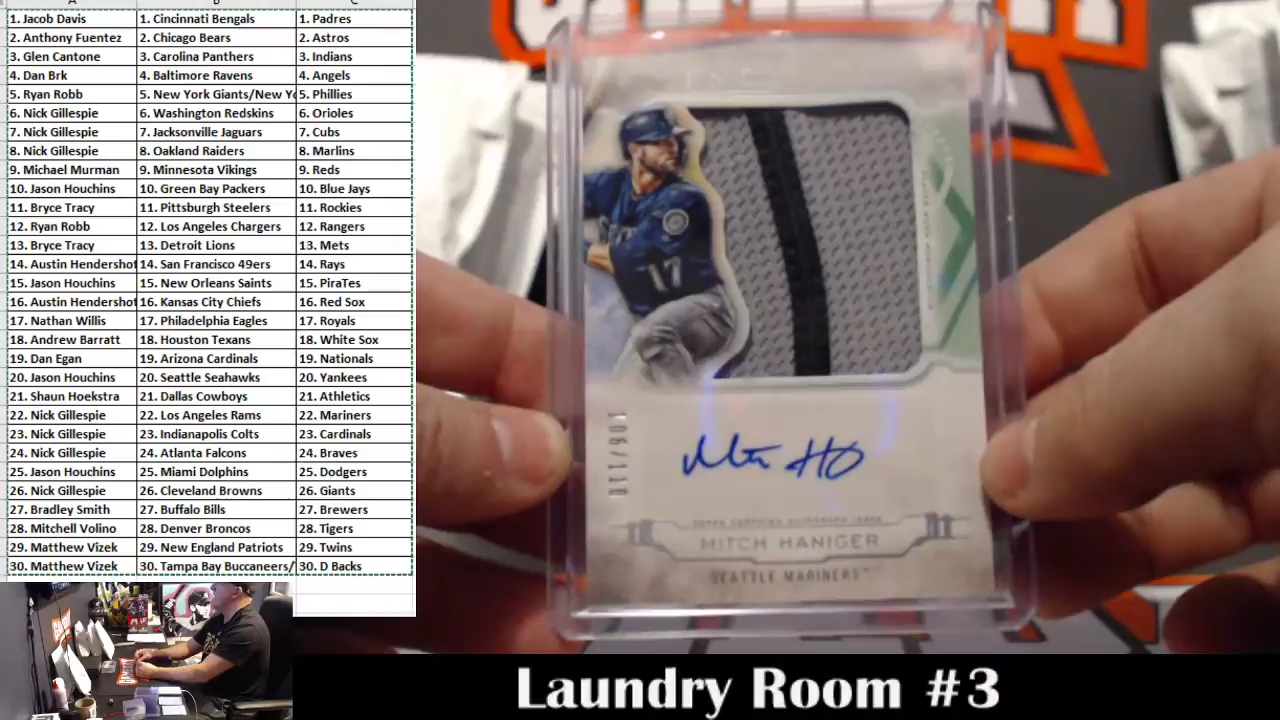 1. Jacob Davis 1. Cincinnati Bengals 1. Padres
2. Anthony Fuentez 2. Chicago Bears 2. Astros
3. Glen Cantone 3. Carolina Panthers 3. Indians
4. Dan Brk 4. Baltimore Ravens 4. Angels
5. Ryan Robb 5. New York Giants/New Yo 5. Phillies
6. Nick Gillespie 6. Washington Redskins 6. Orioles
7. Nick Gillespie 7. Jacksonville Jaguars 7. Cubs
8. Nick Gillespie 8. Oakland Raiders 8. Marlins
9. Michael Murman 9. Minnesota Vikings 9. Reds
10. Jason Houchins 10. Green Bay Packers 10. Blue Jays
11. Bryce Tracy 11. Pittsburgh Steelers 11. Rockies
12. Ryan Robb 12. Los Angeles Chargers 12. Rangers
13. Bryce Tracy 13. Detroit Lions 13. Mets
14. Austin Hendershot 14. San Francisco 49ers 14. Rays
15. Jason Houchins 15. New Orleans Saints 15. PiraTes
16. Austin Hendershot 16. Kansas City Chiefs 16. Red Sox
17. Nathan Willis 17. Philadelphia Eagles 17. Royals
18. Andrew Barratt 18. Houston Texans 18. White Sox
19. Dan Egan 19. Arizona Cardinals 19. Nationals
20. Jason Houchins 20. Seattle Seahawks 20. Yankees
21. Shaun Hoekstra 21. Dallas Cowboys 21. Athletics
22. Nick Gillespie 22. Los Angeles Rams 22. Mariners
23. Nick Gillespie 23. Indianapolis Colts 23. Cardinals
24. Nick Gillespie 24. Atlanta Falcons 24. Braves
25. Jason Houchins 25. Miami Dolphins 25. Dodgers
26. Nick Gillespie 26. Cleveland Browns 26. Giants
27. Bradley Smith 27. Buffalo Bills 27. Brewers
28. Mitchell Volino 28. Denver Broncos 28. Tigers
29. Matthew Vizek 29. New England Patriots 29. Twins
30. Matthew Vizek 30. Tampa Bay Buccaneers/ 30. D Backs
17
106/110
TOPPS CERTIFIED AUTOGRAPH ISSUE
MITCH HANIGER
SEATTLE MARINERS™
Laundry Room #3